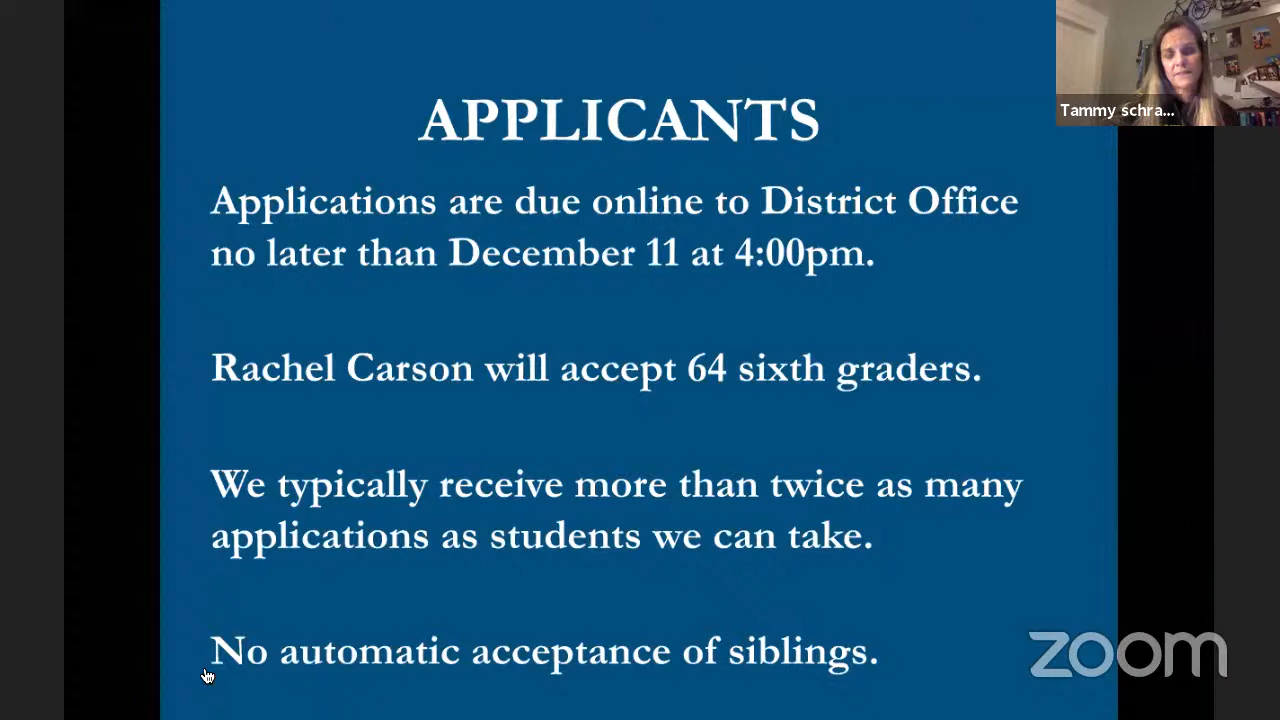 Tammy schra...
APPLICANTS
Applications are due online to District Office
no later than December 11 at 4:00pm.
Rachel Carson will accept 64 sixth graders.
We typically receive more than twice as many
applications as students we can take.
No automatic acceptance of siblings.
zoom